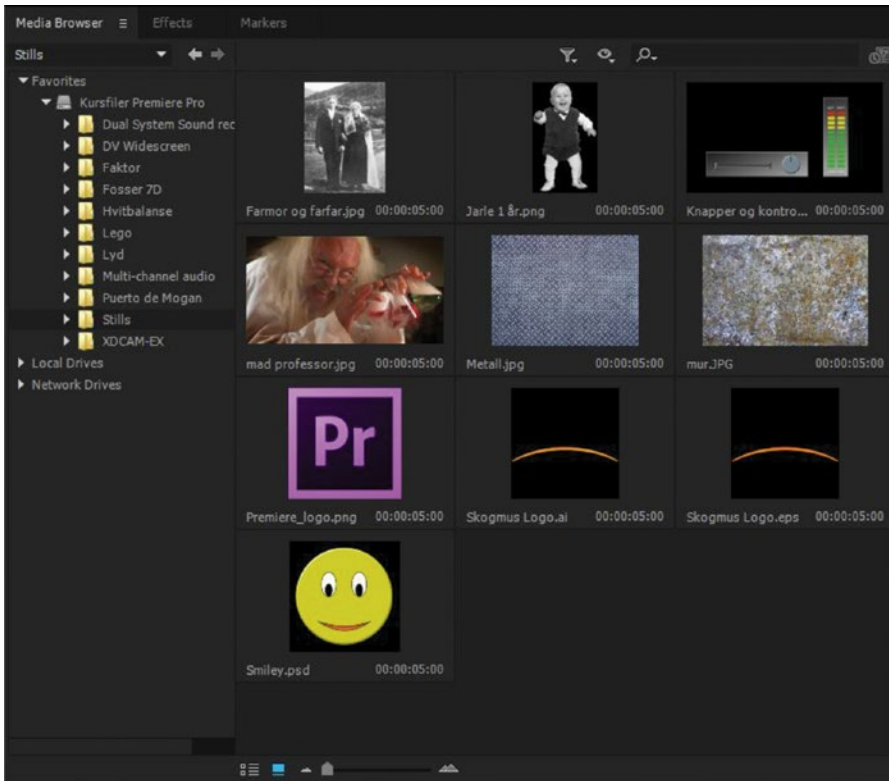 Media Browser Effects Markers
Stills
Favorites
Kursfiler Premiere Pro
Dual System Sound rec
DV Widescreen
Faktor
Fosser 7D
Hvitbalanse
Lego
Lyd
Multi-channel audio
Puerto de Mogan
Stills
XDCAM-EX
Local Drives
Network Drives
Farmor og farfar.jpg 00:00:05:00
Jarle 1 år.png 00:00:05:00
Knapper og kontro... 00:00:05:00
mad professor.jpg 00:00:05:00
Metall.jpg 00:00:05:00
mur.JPG 00:00:05:00
Pr
Premiere_logo.png 00:00:05:00
Skogmus Logo.ai 00:00:05:00
Skogmus Logo.eps 00:00:05:00
Smiley.psd 00:00:05:00